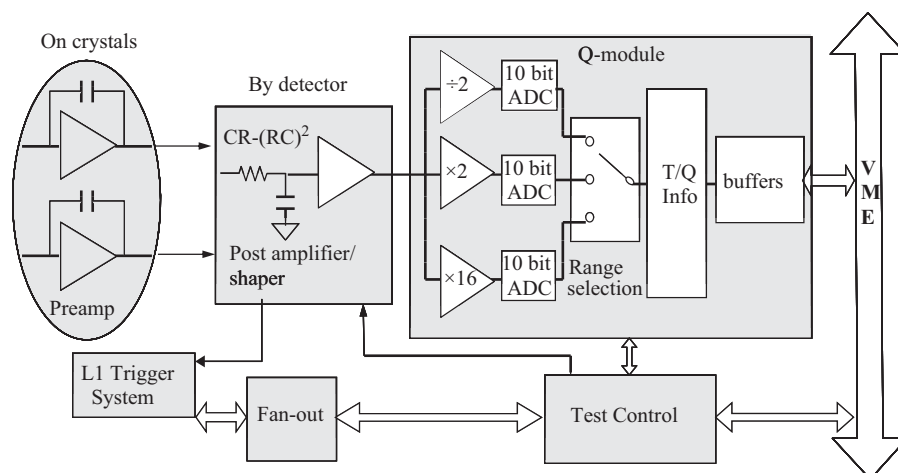 On crystals
Preamp
By detector
CR-(RC)²
Post amplifier/
shaper
Q-module
÷2
10 bit
ADC
×2
10 bit
ADC
×16
10 bit
ADC
Range
selection
T/Q
Info
buffers
VME
L1 Trigger
System
Fan-out
Test Control